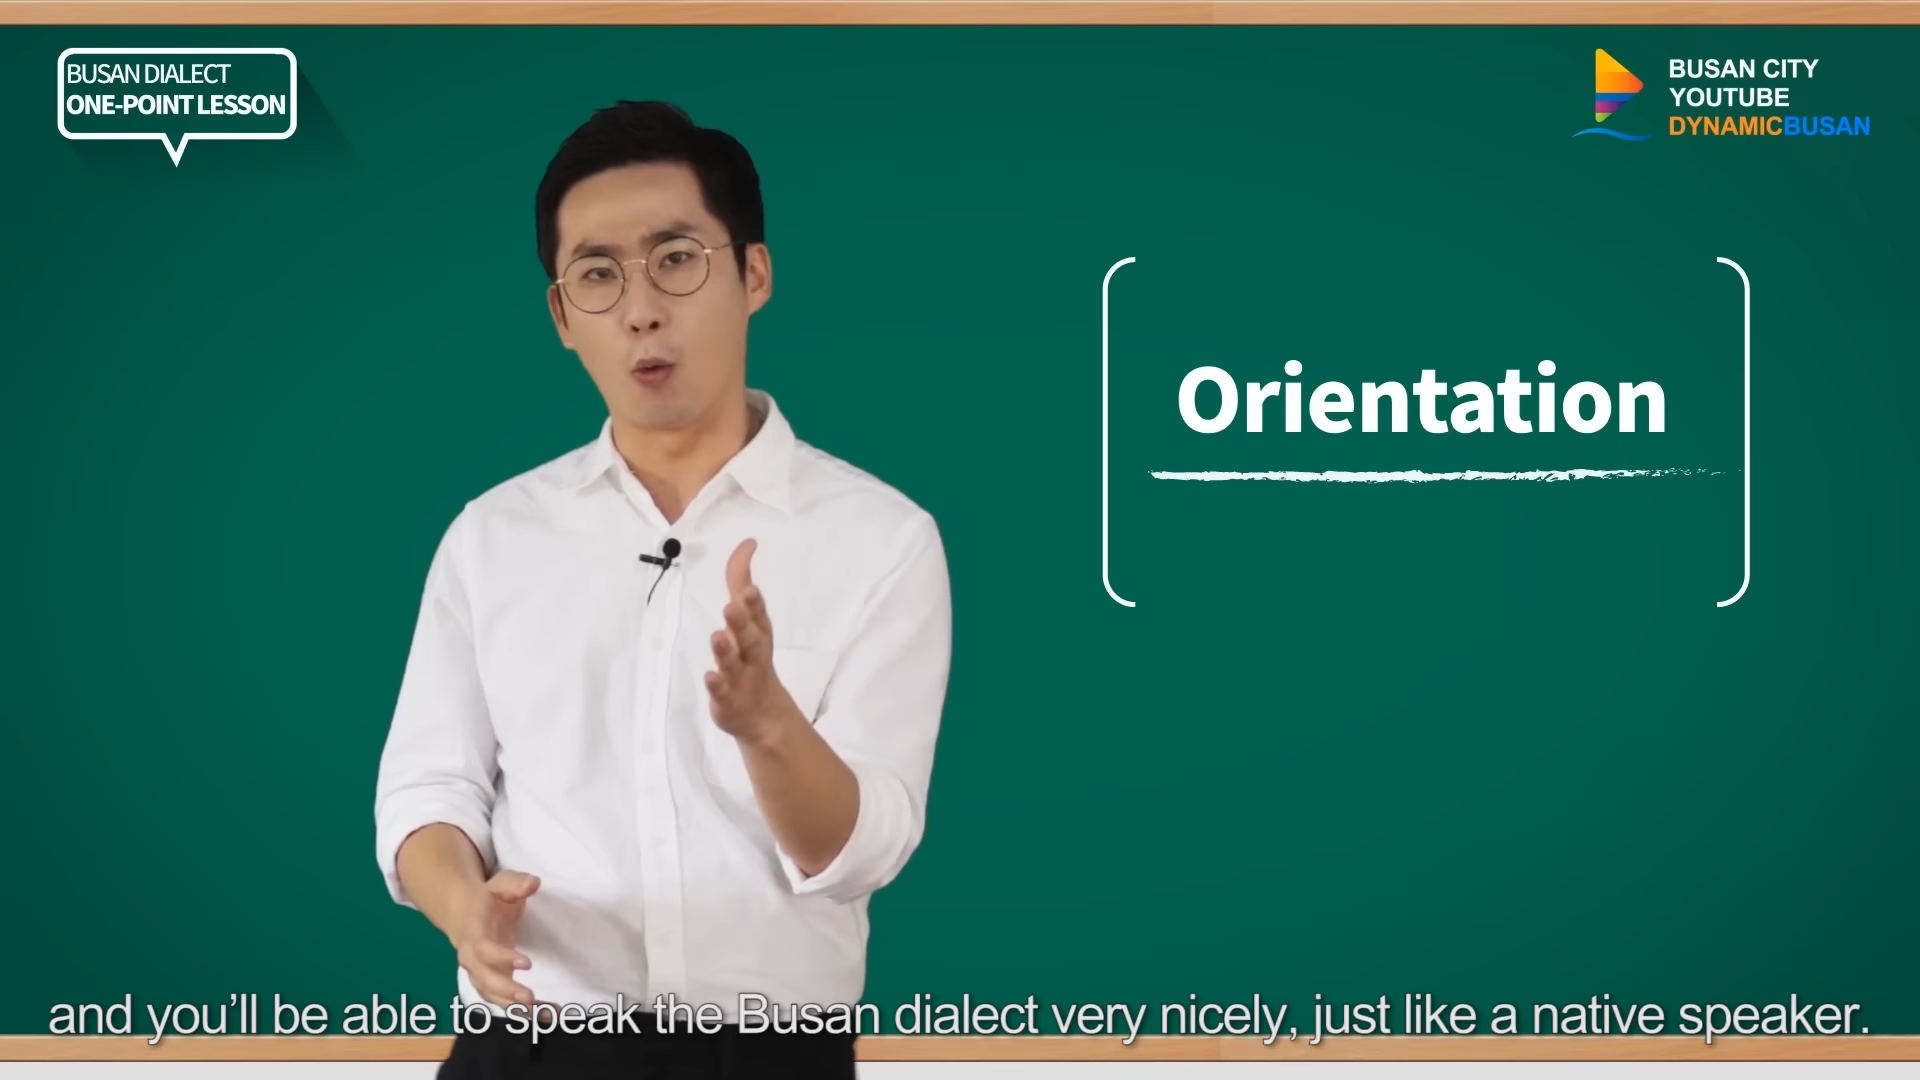 BUSAN DIALECT
ONE-POINT LESSON
BUSAN CITY
YOUTUBE
DYNAMICBUSAN
Orientation
and you’ll be able to speak the Busan dialect very nicely, just like a native speaker.